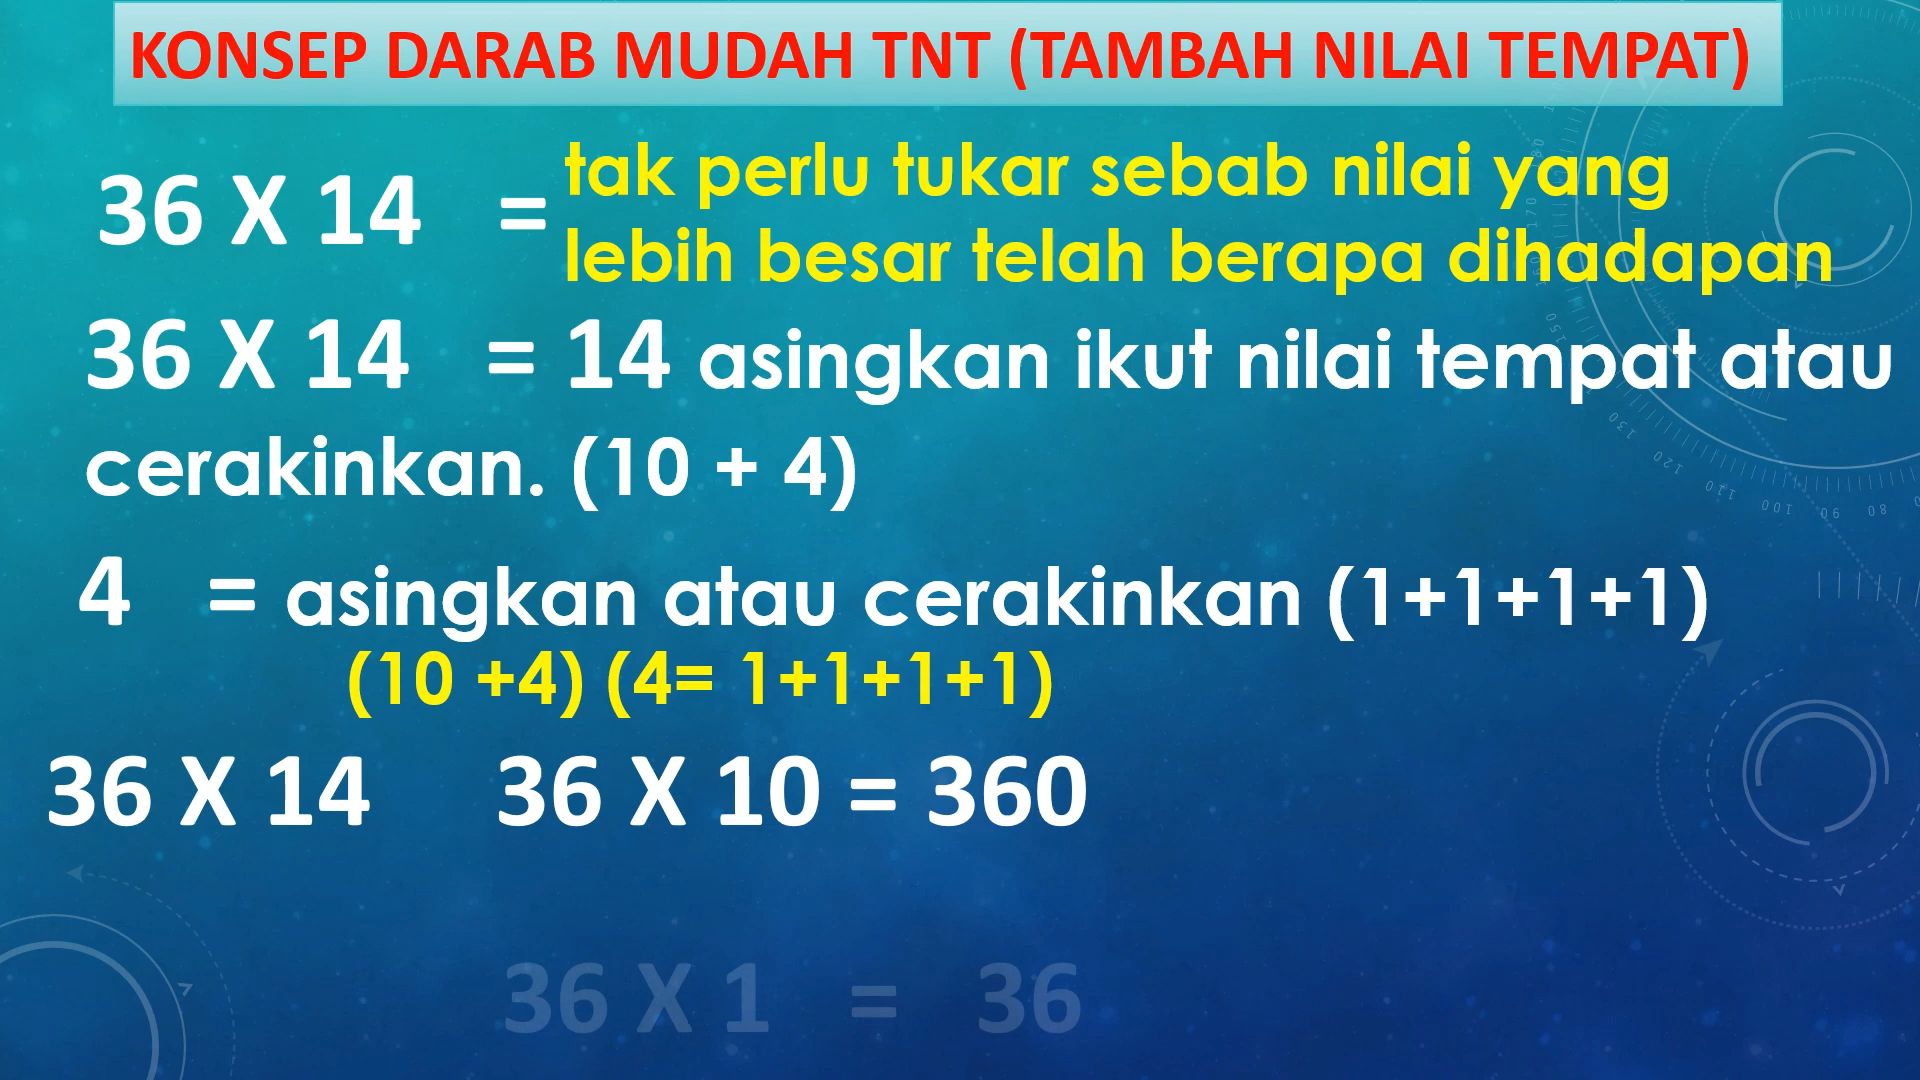 KONSEP DARAB MUDAH TNT (TAMBAH NILAI TEMPAT)
36 X 14 = tak perlu tukar sebab nilai yang
lebih besar telah berapa dihadapan
36 X 14 = 14 asingkan ikut nilai tempat atau
cerakinkan. (10 + 4)
4 = asingkan atau cerakinkan (1+1+1+1)
(10 +4) (4= 1+1+1+1)
36 X 14 36 X 10 = 360
36 X 1 = 36